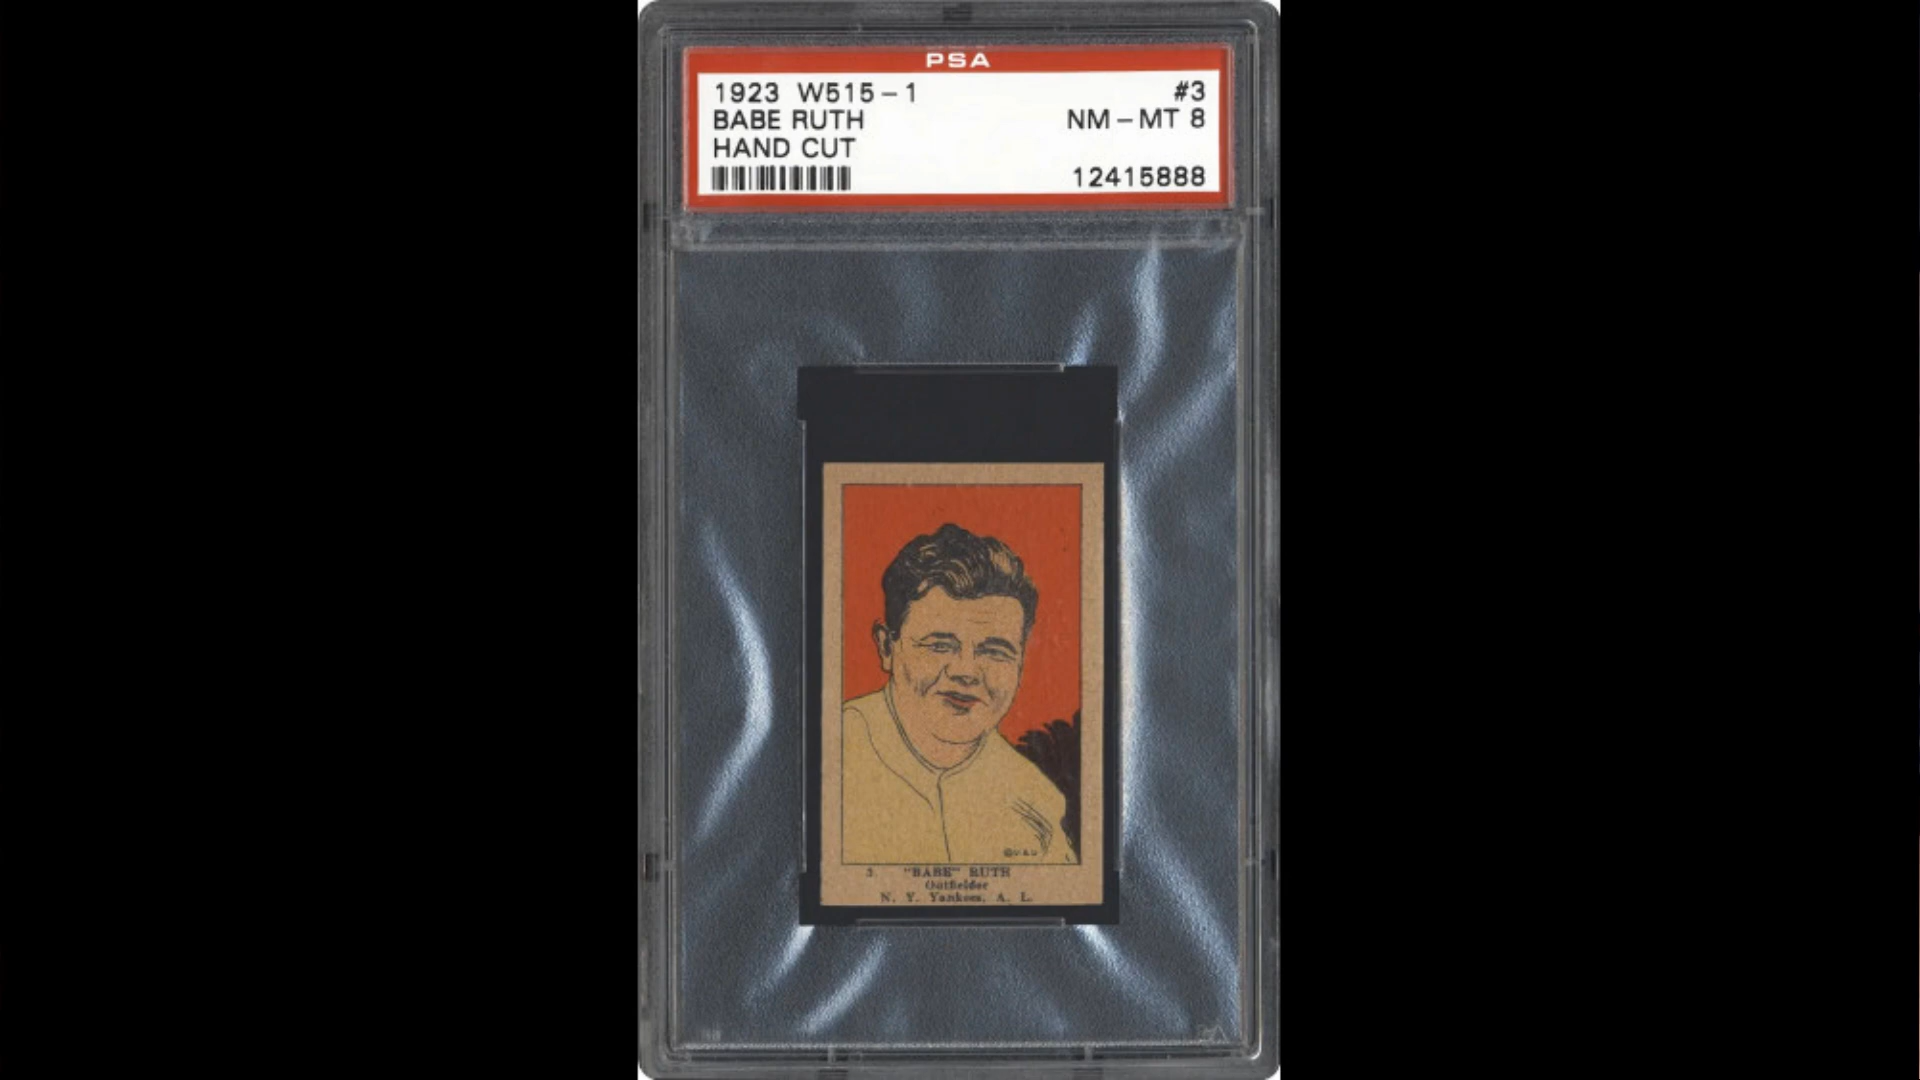 PSA
1923 W515-1 #3
BABE RUTH NM-MT 8
HAND CUT
12415888
3 "BABE" RUTH
Outfielder
N. Y. Yankees, A. L.